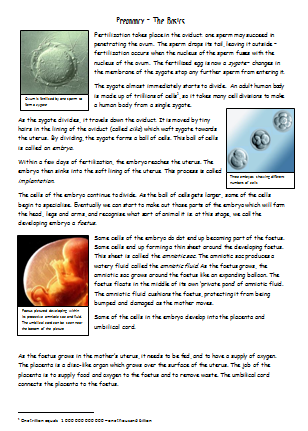 Pregnancy – The Basics
Fertilization takes place in the oviduct. one sperm may succeed in
penetrating the ovum. The sperm drops its tail, leaving it outside -
fertilization occurs when the nucleus of the sperm fuses with the
nucleus of the ovum. The fertilized egg is now a zygote- changes in
the membrane of the zygote stop any further sperm from entering it.
Ovum is fertilized by one sperm to
form a zygote
The zygote almost immediately starts to divide. An adult human body
is made up of trillions of cells¹, so it takes many cell divisions to make
a human body from a single zygote.
As the zygote divides, it travels down the oviduct. It is moved by tiny
hairs in the lining of the oviduct (called cilia) which waft zygote towards
the uterus. By dividing, the zygote forms a ball of cells. This ball of cells
is called an embryo.
Three embryos, showing different
numbers of cells
Within a few days of fertilization, the embryo reaches the uterus. The
embryo then sinks into the soft lining of the uterus. This process is called
implantation.
The cells of the embryo continue to divide. As the ball of cells gets larger, some of the cells
begin to specialise. Eventually we can start to make out those parts of the embryo which will form
the head, legs and arms, and recognise what sort of animal it is: at this stage, we call the
developing embryo a foetus.
Some cells of the embryo do not end up becoming part of the foetus.
Some cells end up forming a thin sheet around the developing foetus.
This sheet is called the amniotic sac. The amniotic sac produces a
watery fluid called the amniotic fluid. As the foetus grows, the
amniotic sac grows around the foetus like an expanding balloon. The
foetus floats in the middle of its own 'private pond' of amniotic fluid.
The amniotic fluid cushions the foetus, protecting it from being
bumped and damaged as the mother moves.
Foetus pictured developing within
its protective amniotic sac and fluid.
The umbilical cord can be seen near
the bottom of the picture
Some of the cells in the embryo develop into the placenta and
umbilical cord.
As the foetus grows in the mother's uterus, it needs to be fed, and to have a supply of oxygen.
The placenta is a disc-like organ which grows over the surface of the uterus. The job of the
placenta is to supply food and oxygen to the foetus and to remove waste. The umbilical cord
connects the placenta to the foetus.
¹ One trillion equals 1 000 000 000 000 – one thousand billion